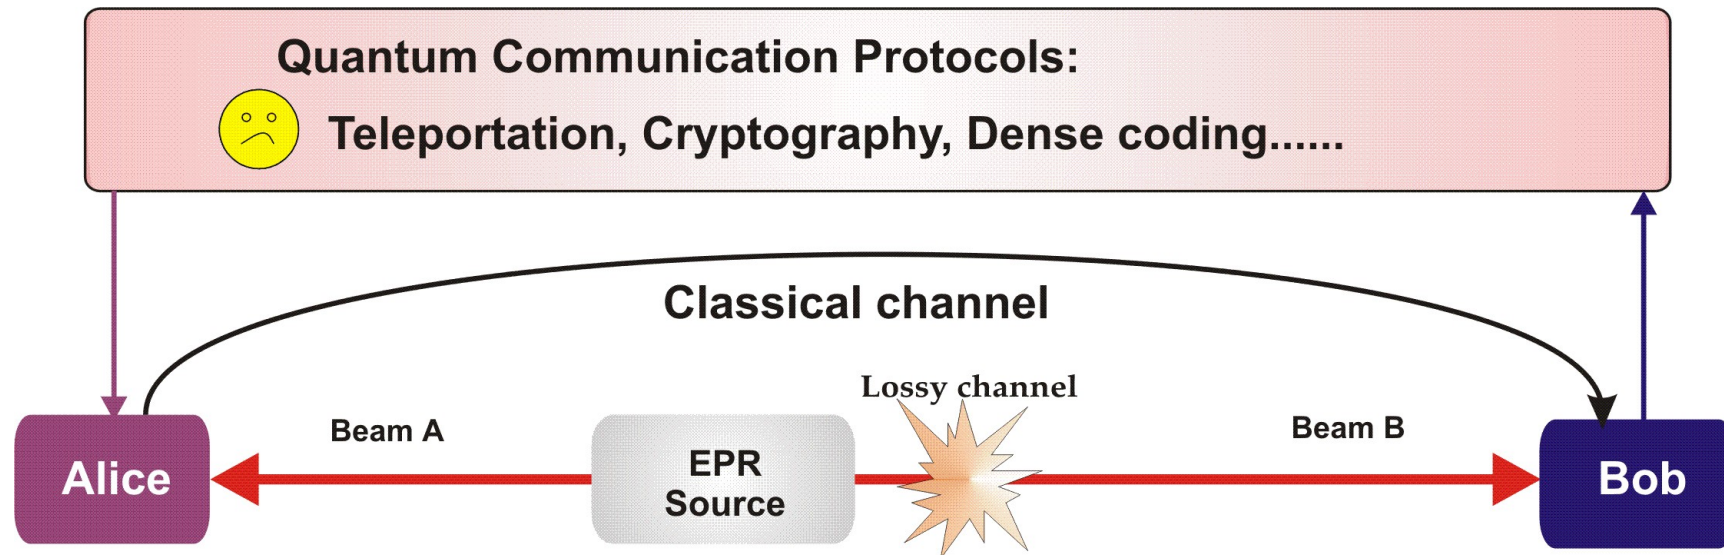 Quantum Communication Protocols:
Teleportation, Cryptography, Dense coding......
Classical channel
Lossy channel
Beam A
Beam B
Alice
EPR
Source
Bob